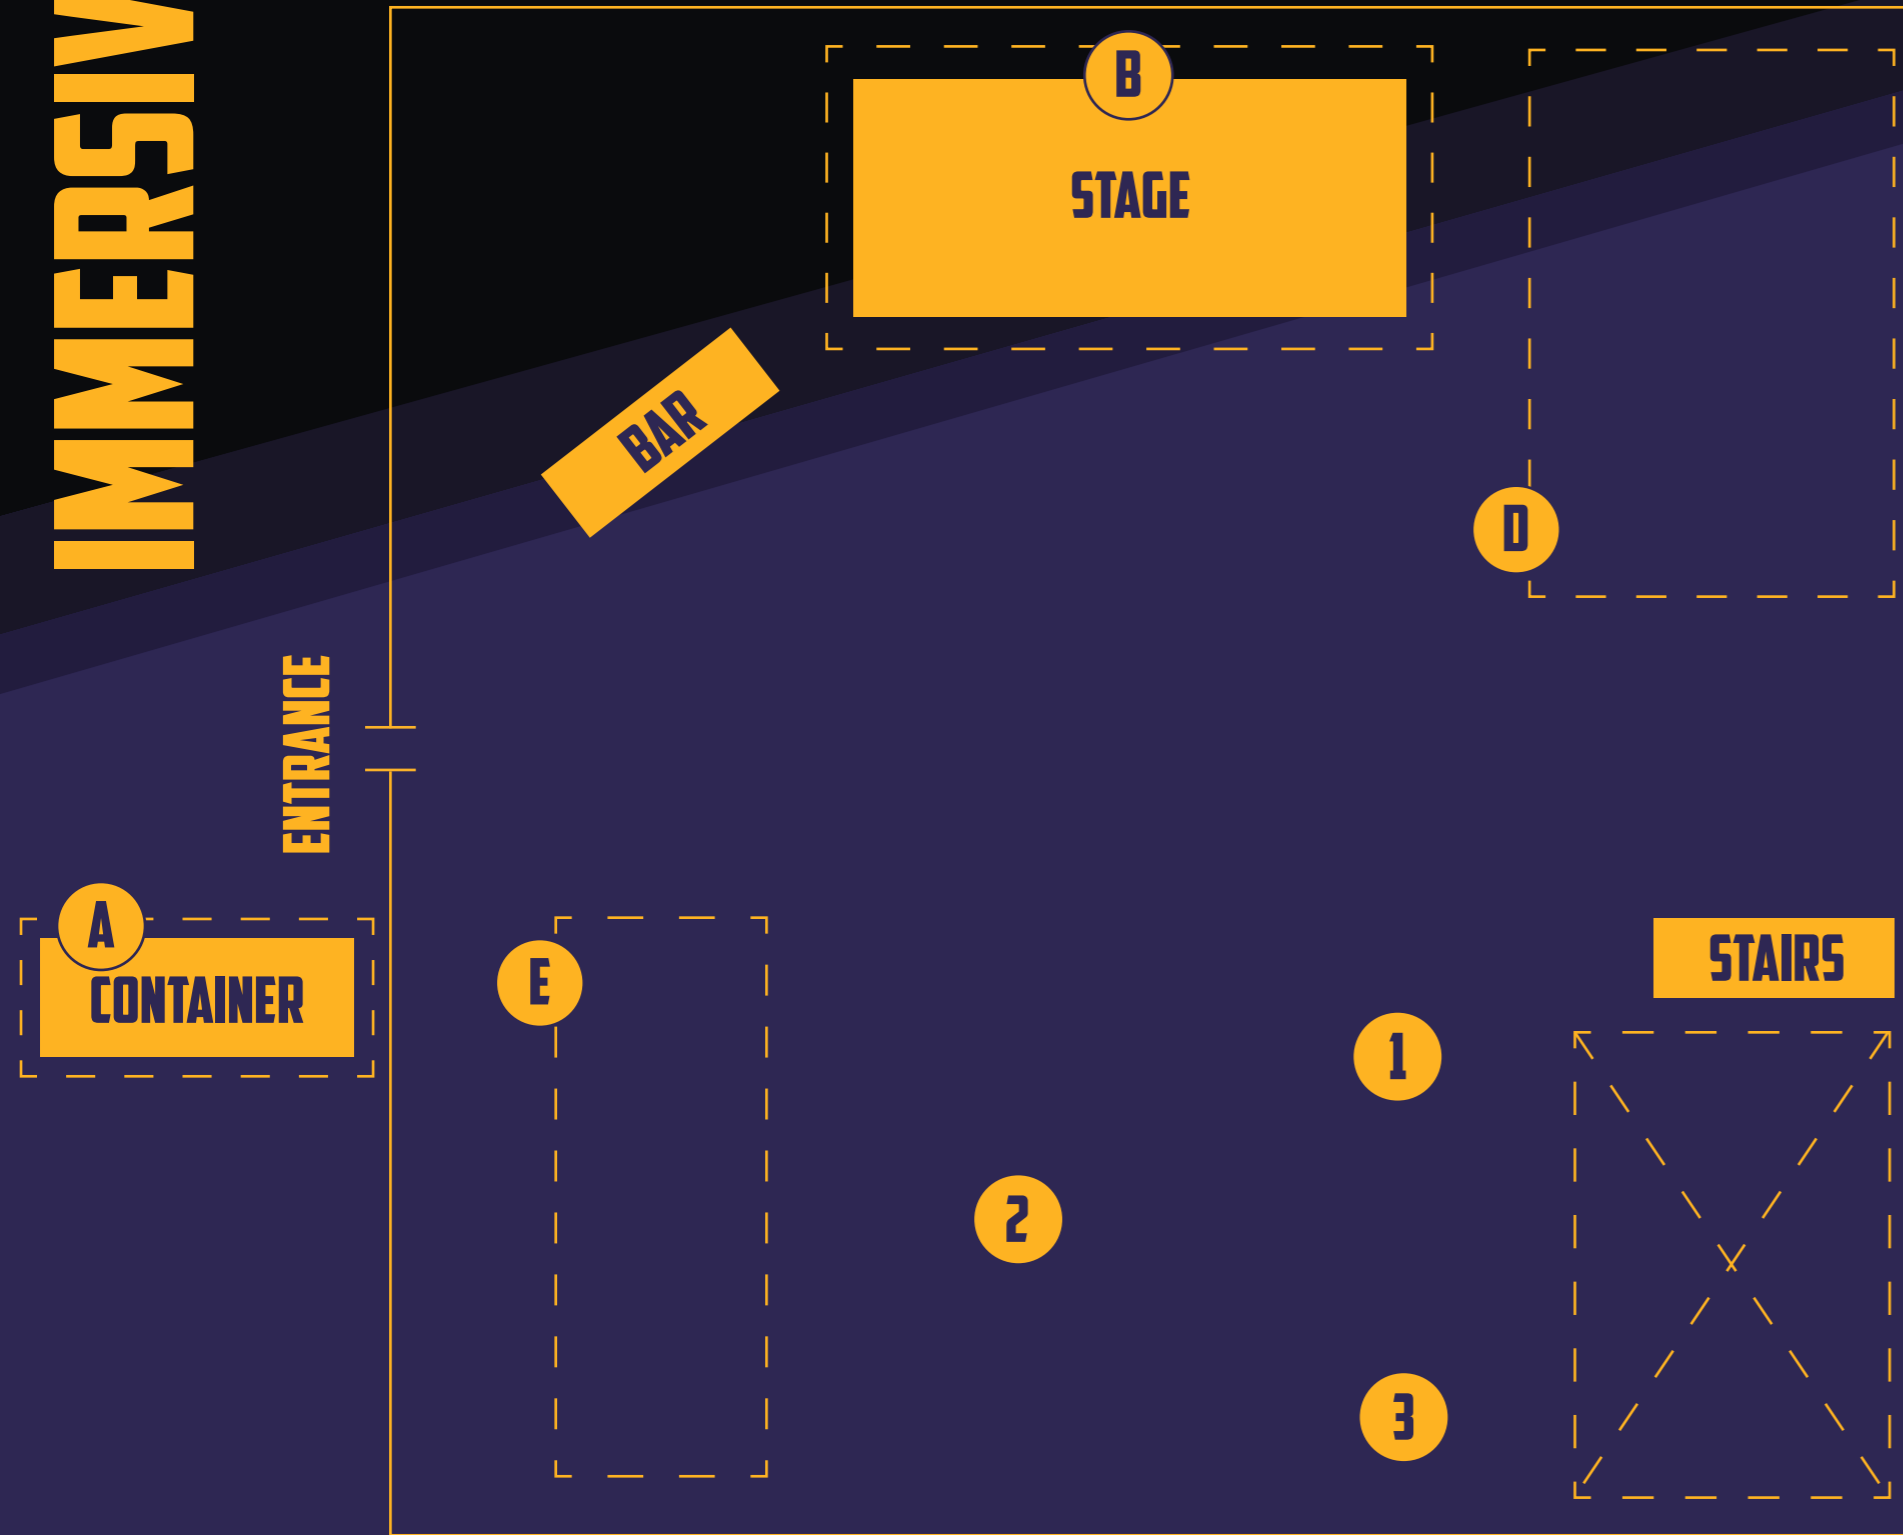 IMMERSIV
B
STAGE
BAR
D
ENTRANCE
A
CONTAINER
E
STAIRS
1
2
3